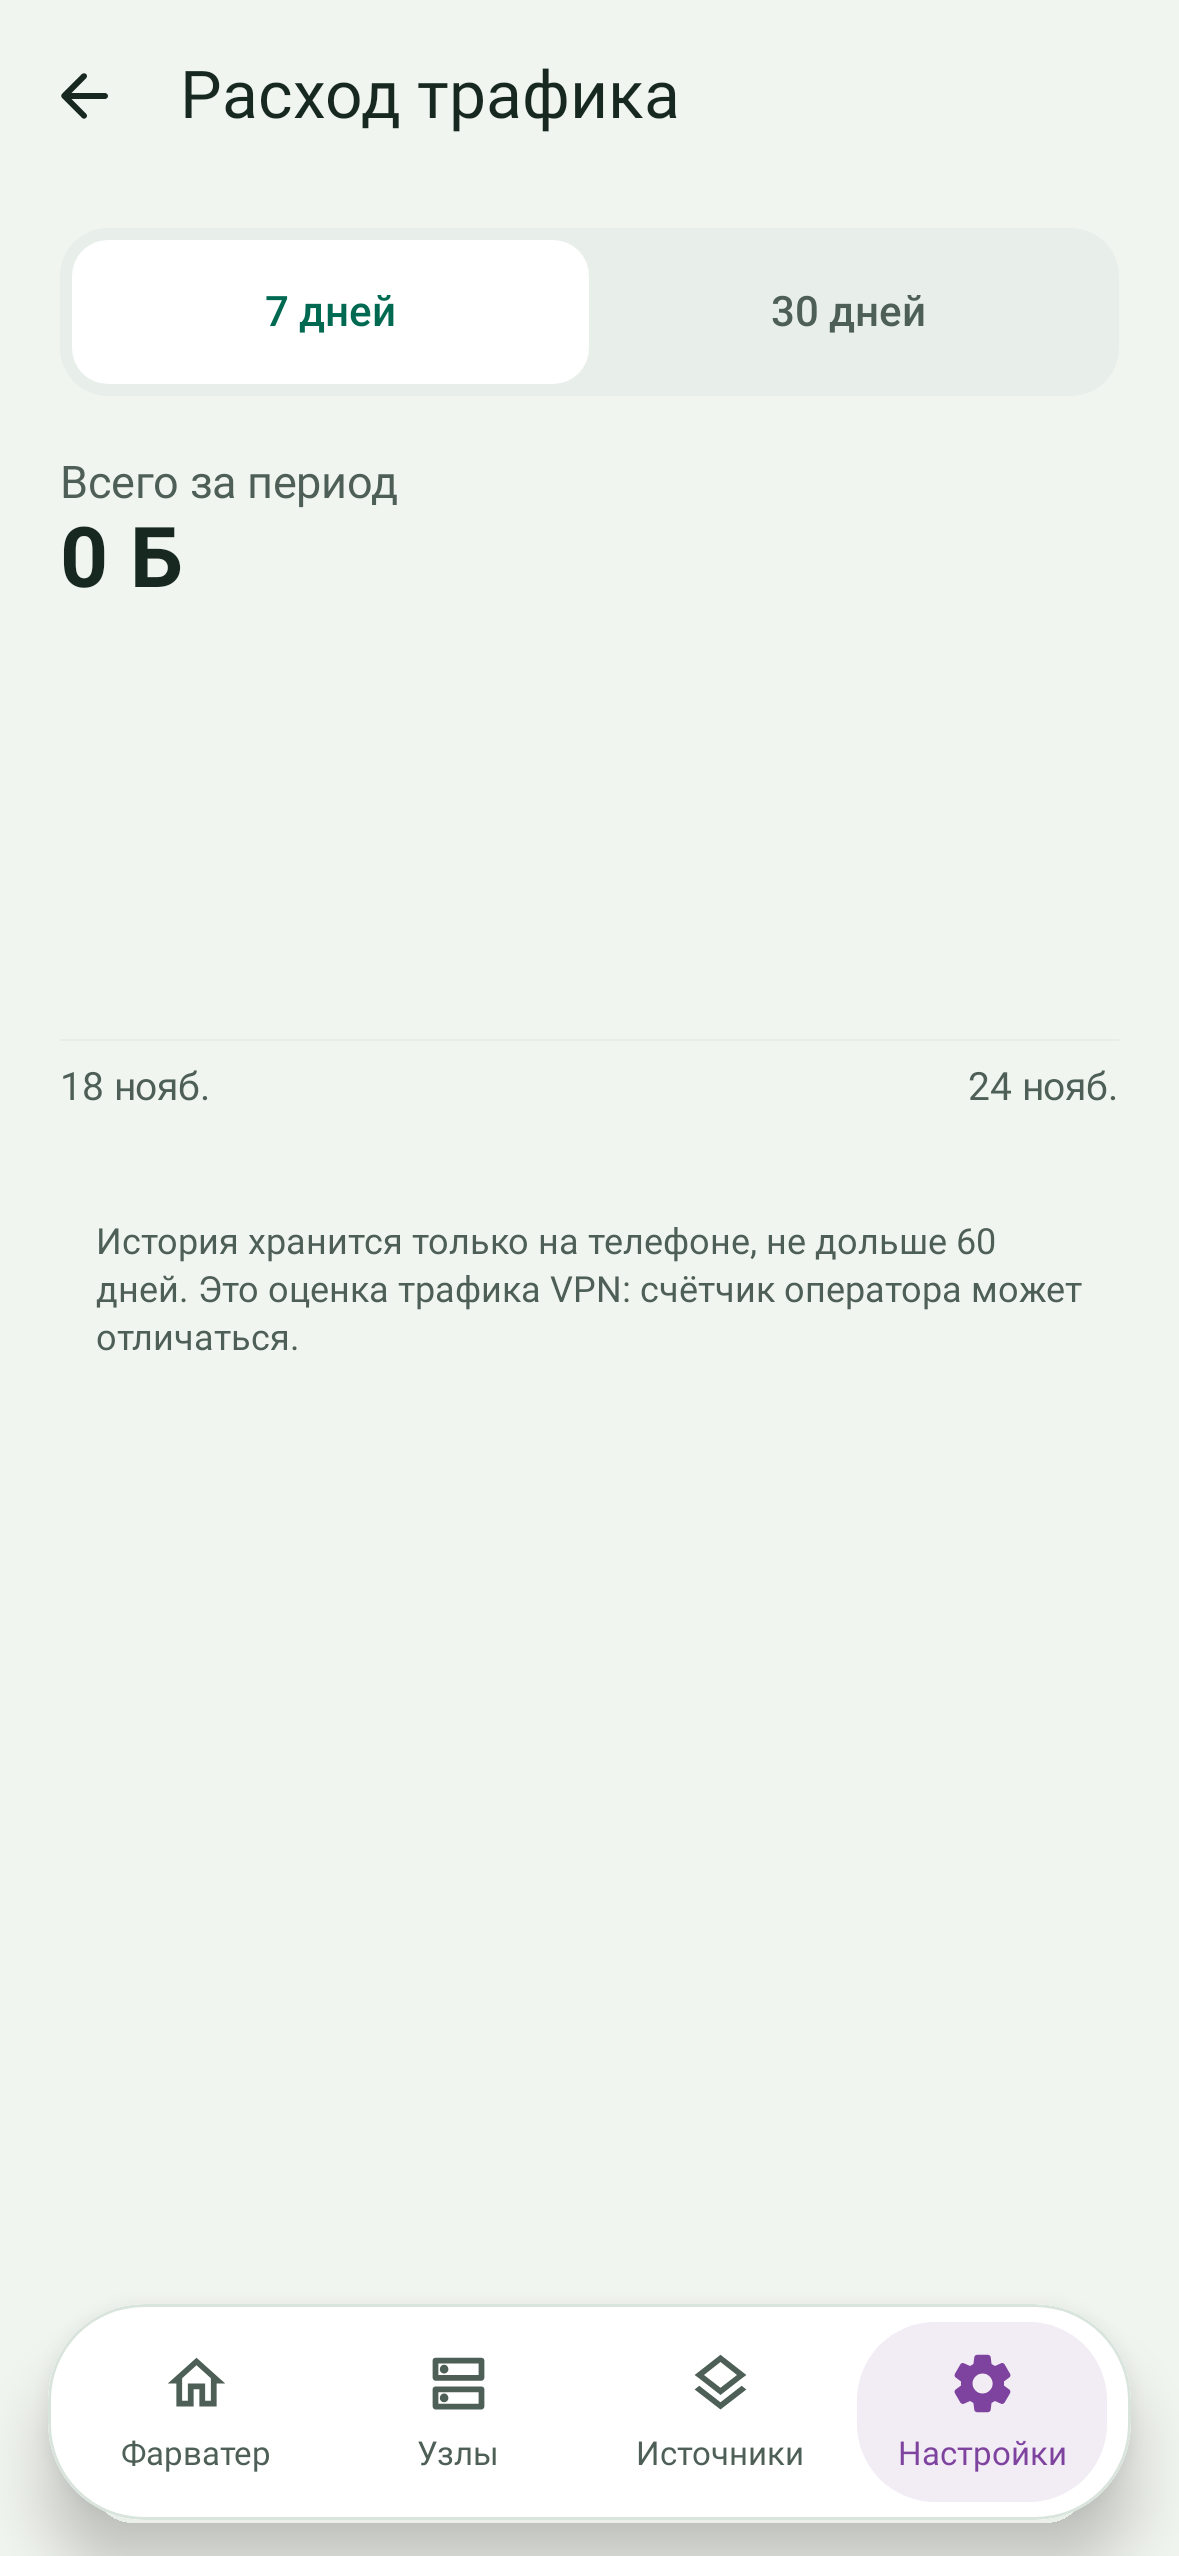 Расход трафика
7 дней
30 дней
Всего за период
0 Б
18 нояб.
24 нояб.
История хранится только на телефоне, не дольше 60
дней. Это оценка трафика VPN: счётчик оператора может
отличаться.
Фарватер
Узлы
Источники
Настройки